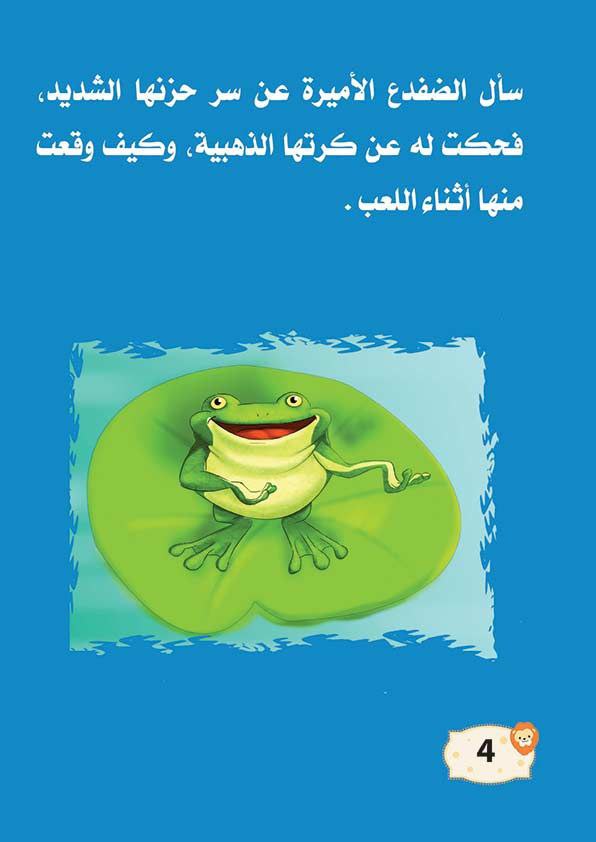 سأل الضفدع الأميرة عن سر حزنها الشديد،
فحكت له عن كرتها الذهبية، وكيف وقعت
منها أثناء اللعب .
4